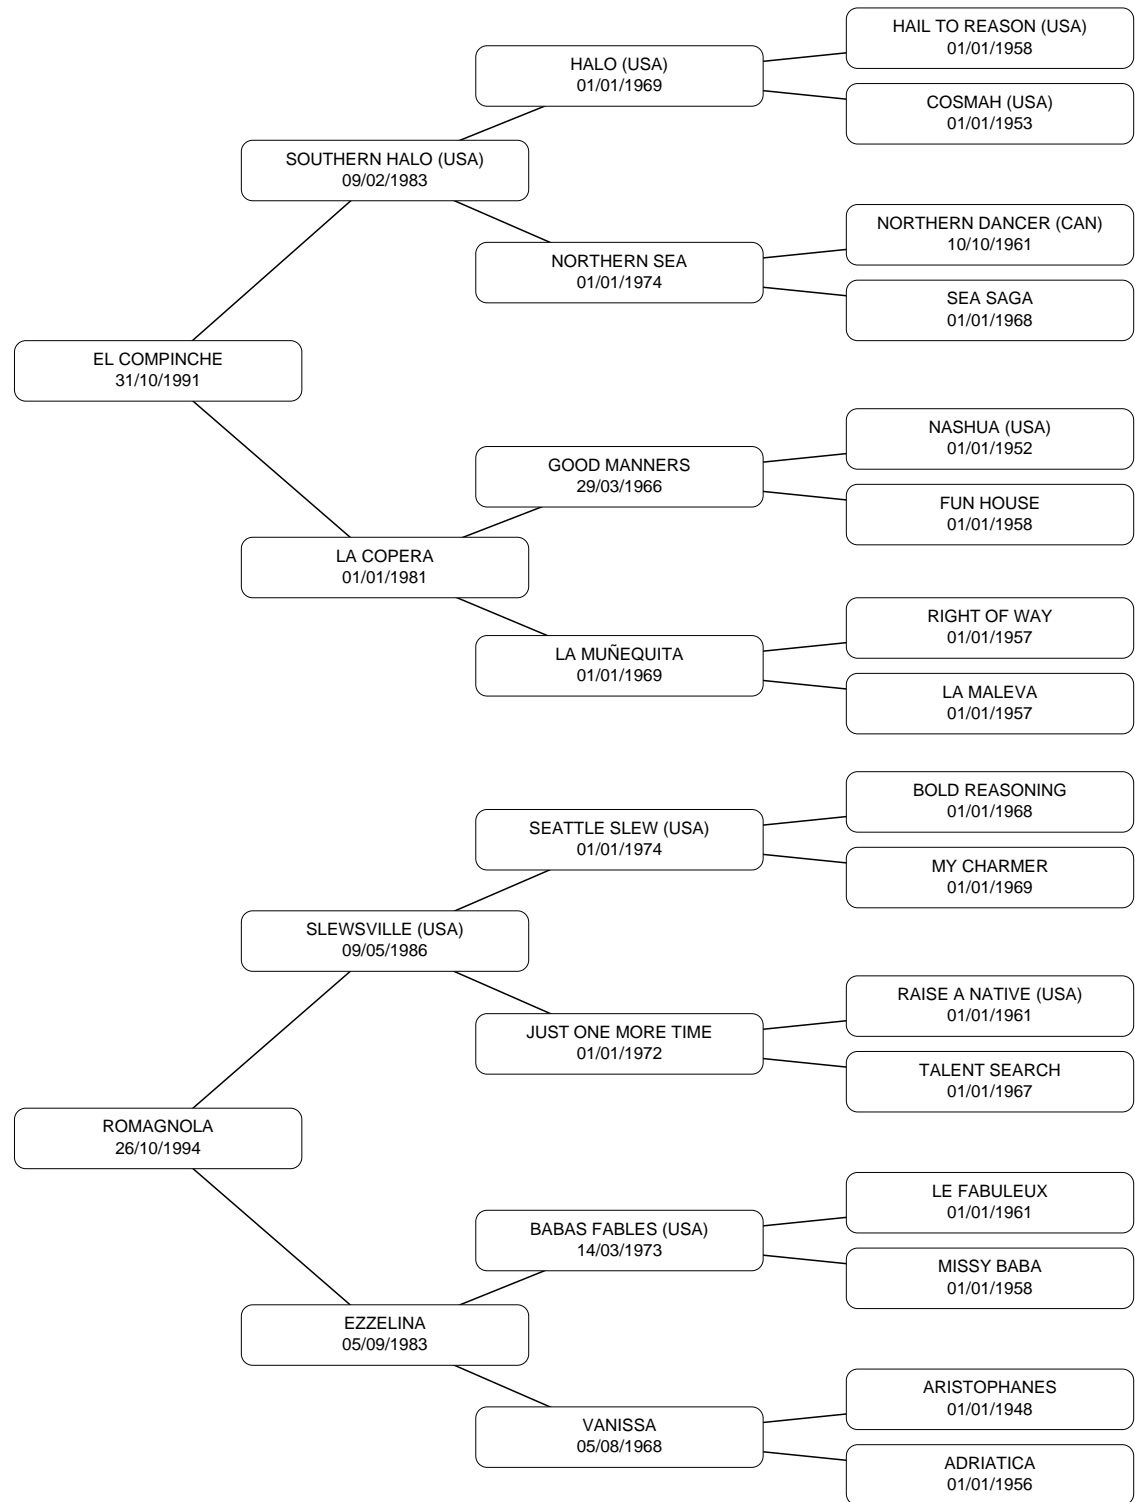 HAIL TO REASON (USA)
01/01/1958
HALO (USA)
01/01/1969
COSMAH (USA)
01/01/1953
SOUTHERN HALO (USA)
09/02/1983
NORTHERN DANCER (CAN)
10/10/1961
NORTHERN SEA
01/01/1974
SEA SAGA
01/01/1968
EL COMPINCHE
31/10/1991
NASHUA (USA)
01/01/1952
GOOD MANNERS
29/03/1966
FUN HOUSE
01/01/1958
LA COPERA
01/01/1981
RIGHT OF WAY
01/01/1957
LA MUÑEQUITA
01/01/1969
LA MALEVA
01/01/1957
BOLD REASONING
01/01/1968
SEATTLE SLEW (USA)
01/01/1974
MY CHARMER
01/01/1969
SLEWSVILLE (USA)
09/05/1986
RAISE A NATIVE (USA)
01/01/1961
JUST ONE MORE TIME
01/01/1972
TALENT SEARCH
01/01/1967
ROMAGNOLA
26/10/1994
LE FABULEUX
01/01/1961
BABAS FABLES (USA)
14/03/1973
MISSY BABA
01/01/1958
EZZELINA
05/09/1983
ARISTOPHANES
01/01/1948
VANISSA
05/08/1968
ADRIATICA
01/01/1956